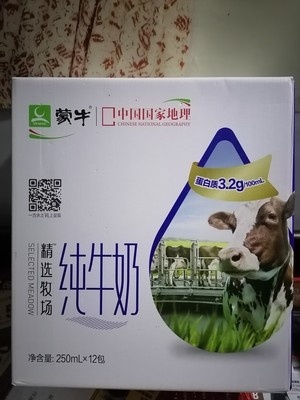 蒙牛®
中国国家地理
CHINESE NATIONAL GEOGRAPHY
蛋白质3.2g/100mL
精选牧场
SELECTED MEADOW
纯牛奶
净含量: 250mL×12包